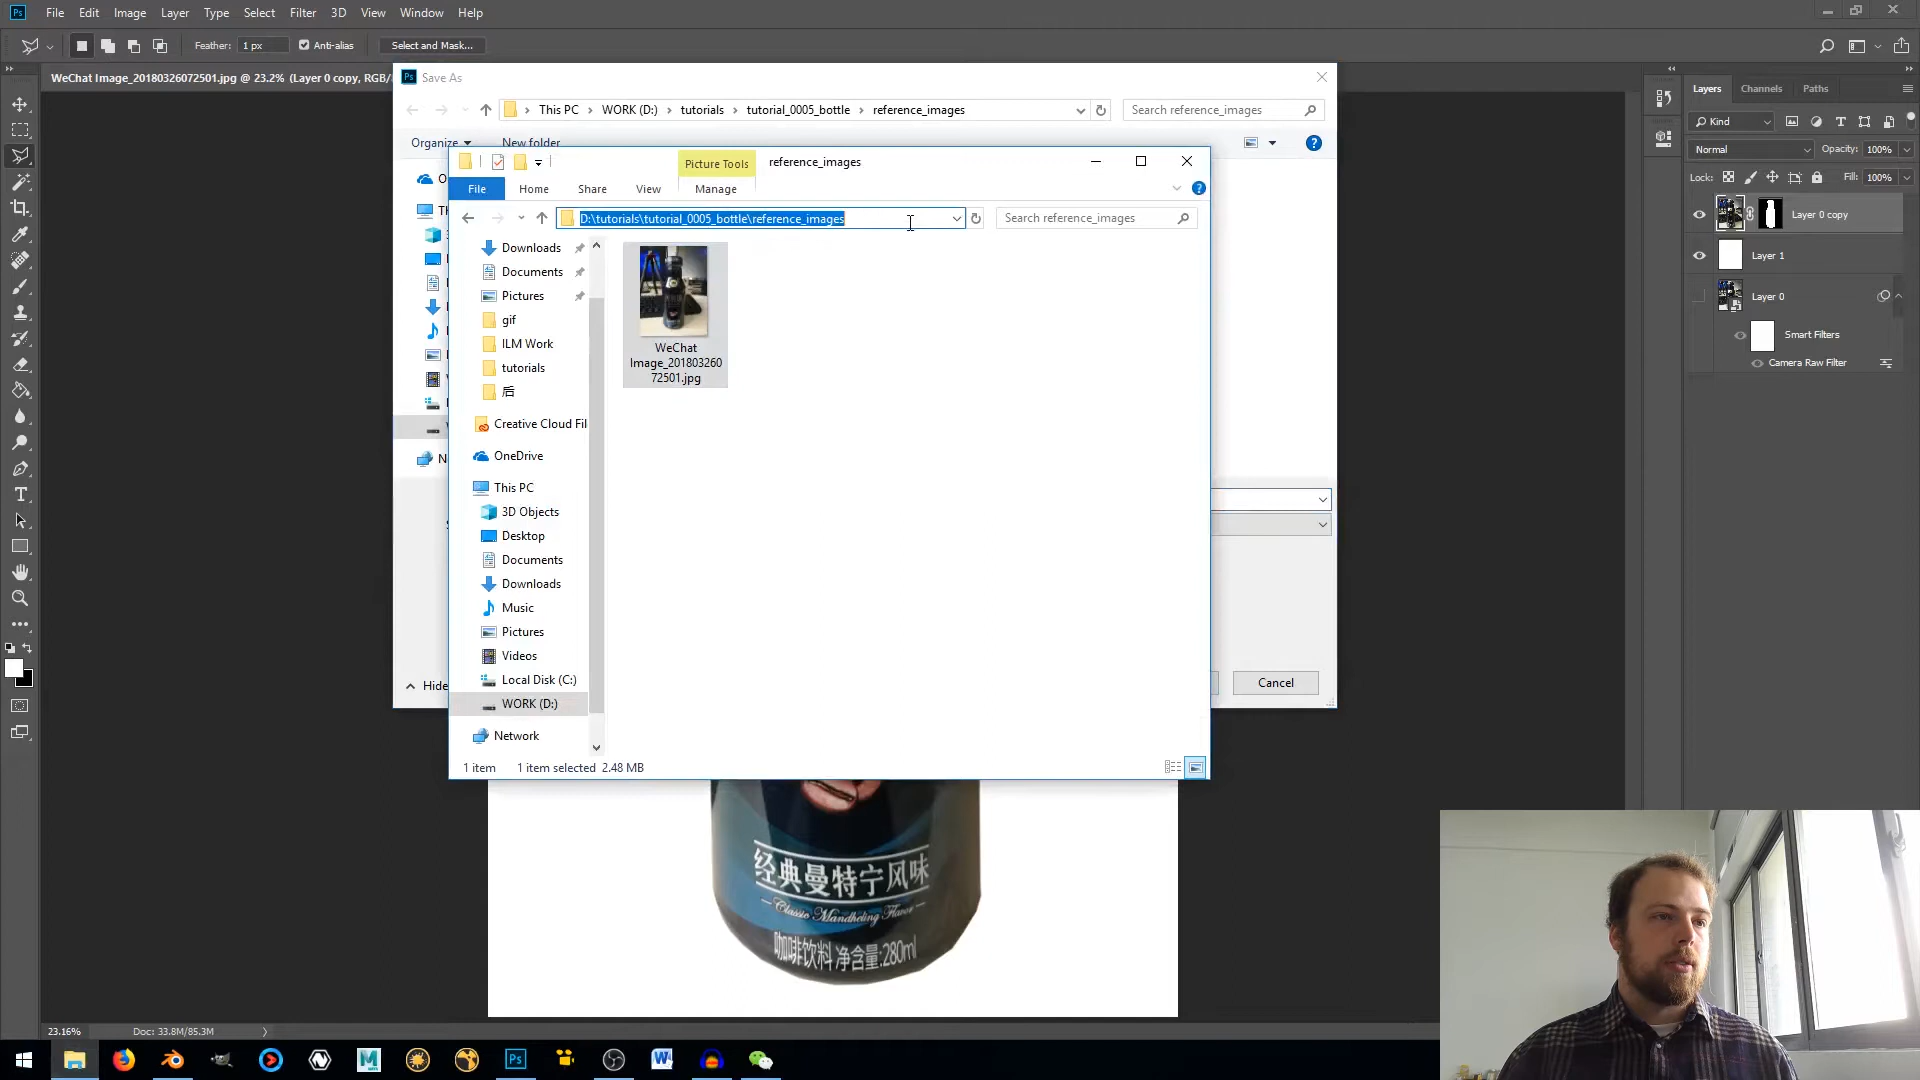 Ps File Edit Image Layer Type Select Filter 3D View Window Help
Feather: 1 px Anti-alias Select and Mask...
WeChat Image_20180326072501.jpg @ 23.2% (Layer 0 copy, RGB/
Ps Save As
This PC > WORK (D:) > tutorials > tutorial_0005_bottle > reference_images
Search reference_images
Organize New folder
Picture Tools reference_images
File Home Share View Manage
D:\tutorials\tutorial_0005_bottle\reference_images
Search reference_images
Downloads
Documents
Pictures
gif
ILM Work
tutorials
后
Creative Cloud Fil
OneDrive
This PC
3D Objects
Desktop
Documents
Downloads
Music
Pictures
Videos
Local Disk (C:)
WORK (D:)
Network
WeChat
Image_201803260
72501.jpg
1 item 1 item selected 2.48 MB
Hide
Cancel
Layers Channels Paths
Kind
Normal Opacity: 100%
Lock: Fill: 100%
Layer 0 copy
Layer 1
Layer 0
Smart Filters
Camera Raw Filter
经典曼特宁风味
Classic Mandheling Flavor
咖啡饮料 净含量:280ml
23.16% Doc: 33.8M/85.3M